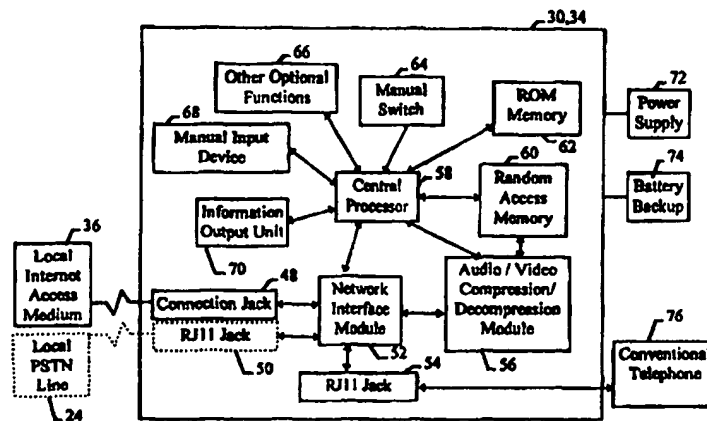 30,34
66
Other Optional
Functions
64
Manual
Switch
ROM
Memory
62
72
Power
Supply
68
Manual Input
Device
60
Random
Access
Memory
74
Battery
Backup
Central
Processor
58
Information
Output Unit
70
36
Local
Internet
Access
Medium
48
Connection Jack
RJ11 Jack
50
Network
Interface
Module
52
Audio / Video
Compression/
Decompression
Module
56
54
RJ11 Jack
76
Conventional
Telephone
Local
PSTN
Line
24